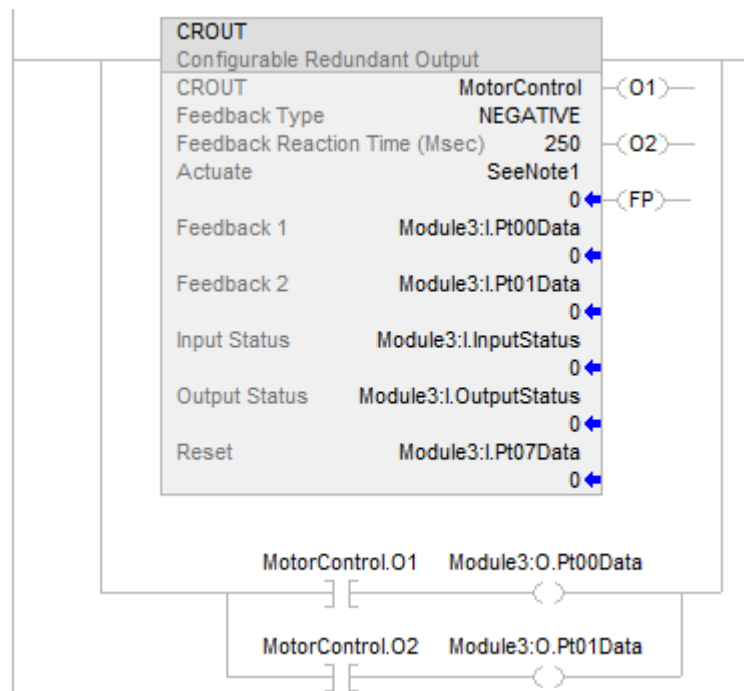 CROUT
Configurable Redundant Output
CROUT MotorControl O1
Feedback Type NEGATIVE
Feedback Reaction Time (Msec) 250 O2
Actuate SeeNote1
0 FP
Feedback 1 Module3:I.Pt00Data
0
Feedback 2 Module3:I.Pt01Data
0
Input Status Module3:I.InputStatus
0
Output Status Module3:I.OutputStatus
0
Reset Module3:I.Pt07Data
0
MotorControl.O1 Module3:O.Pt00Data
MotorControl.O2 Module3:O.Pt01Data